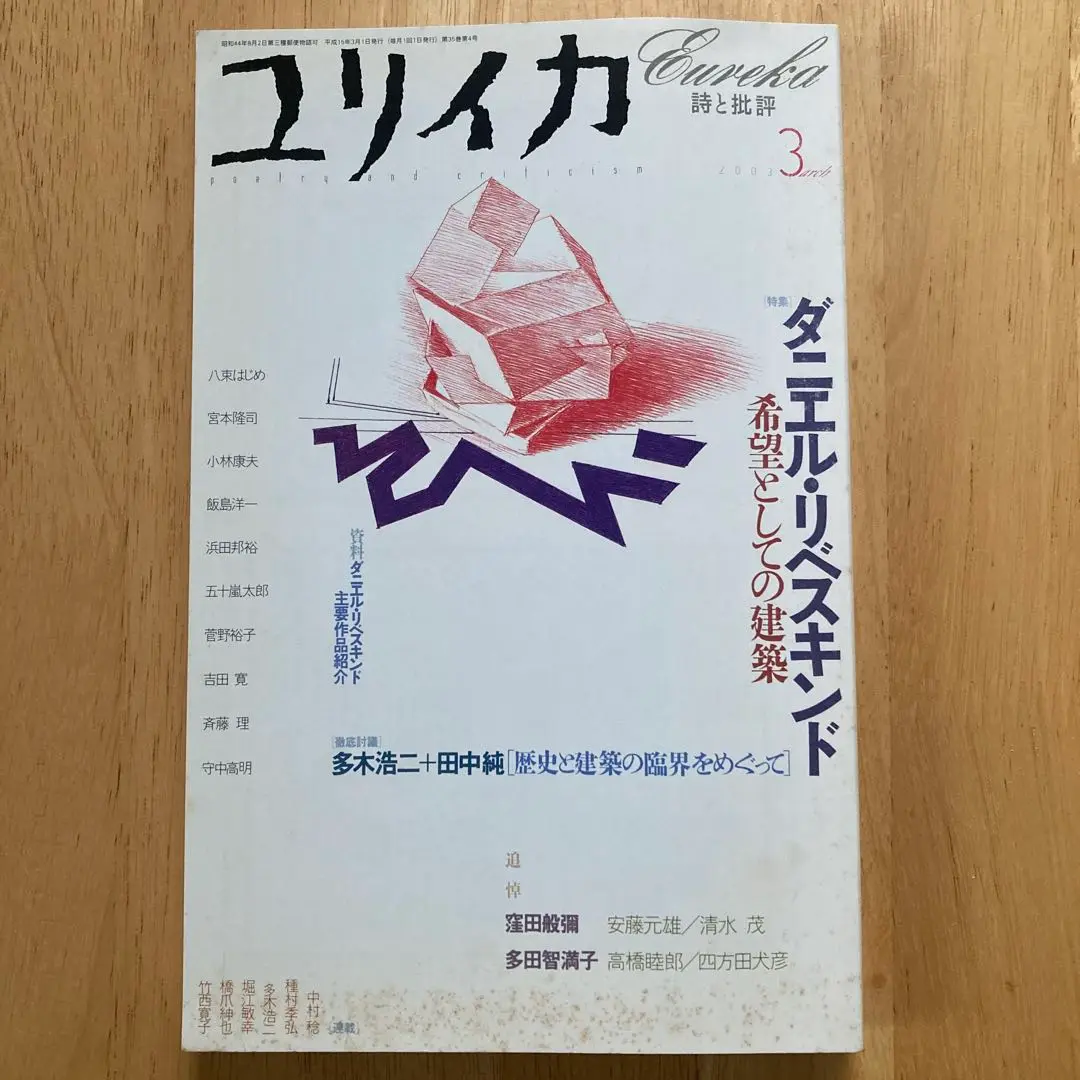 昭和44年8月2日第三種郵便物認可 平成15年3月1日発行(毎月1回1日発行)第35巻第4号
ユリイカ
Eureka
詩と批評
poetry and criticism
2003
3
arch
[特集]
ダニエル・リベスキンド
希望としての建築
八束はじめ
宮本隆司
小林康夫
飯島洋一
浜田邦裕
五十嵐太郎
菅野裕子
吉田 寛
斉藤 理
守中高明
資料 ダニエル・リベスキンド
主要作品紹介
[徹底討議]
多木浩二+田中純[歴史と建築の臨界をめぐって]
追悼
窪田般彌 安藤元雄/清水 茂
多田智満子 高橋睦郎/四方田犬彦
[連載]
中村 稔
種村季弘
多木浩二
堀江敏幸
橋爪紳也
竹西寛子